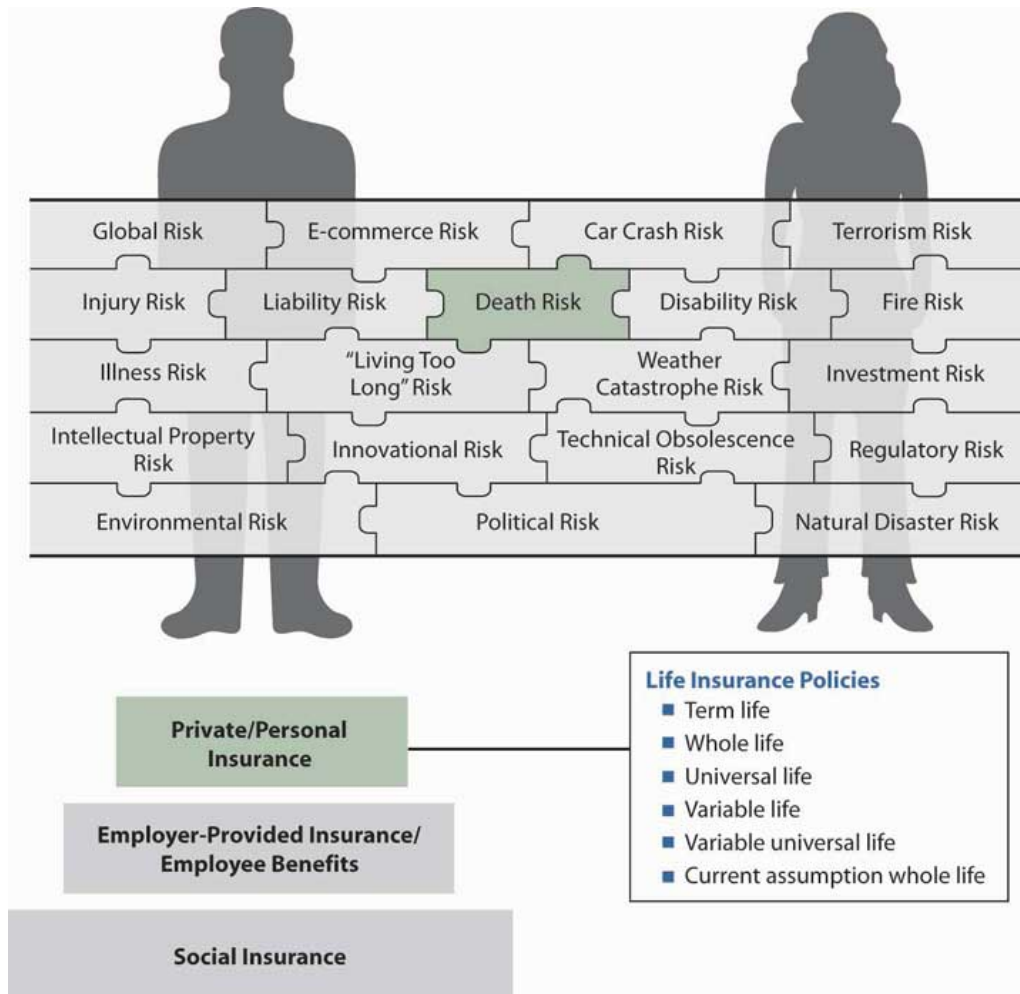 Global Risk
E-commerce Risk
Car Crash Risk
Terrorism Risk
Injury Risk
Liability Risk
Death Risk
Disability Risk
Fire Risk
Illness Risk
“Living Too
Long” Risk
Weather
Catastrophe Risk
Investment Risk
Intellectual Property
Risk
Innovational Risk
Technical Obsolescence
Risk
Regulatory Risk
Environmental Risk
Political Risk
Natural Disaster Risk
Private/Personal
Insurance
Employer-Provided Insurance/
Employee Benefits
Social Insurance
Life Insurance Policies
Term life
Whole life
Universal life
Variable life
Variable universal life
Current assumption whole life